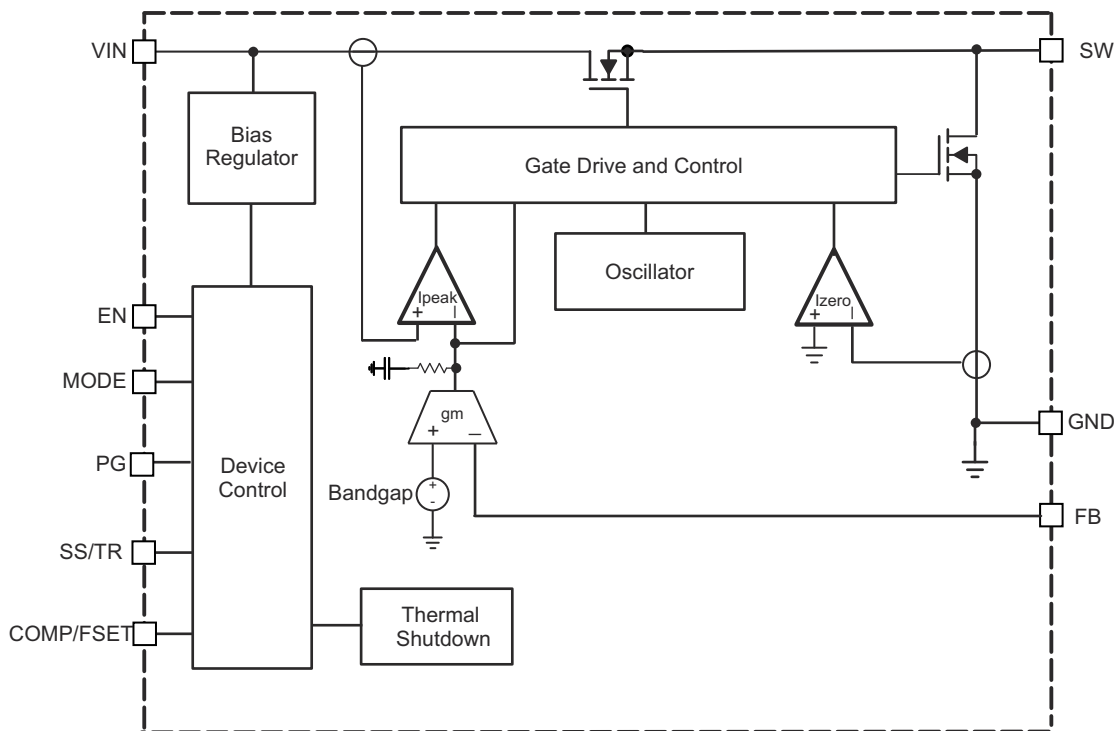 VIN
SW
Bias
Regulator
Gate Drive and Control
Oscillator
Ipeak
+ –
Izero
+ –
EN
MODE
gm
+ –
GND
PG
Device
Control
Bandgap
+
-
FB
SS/TR
Thermal
Shutdown
COMP/FSET